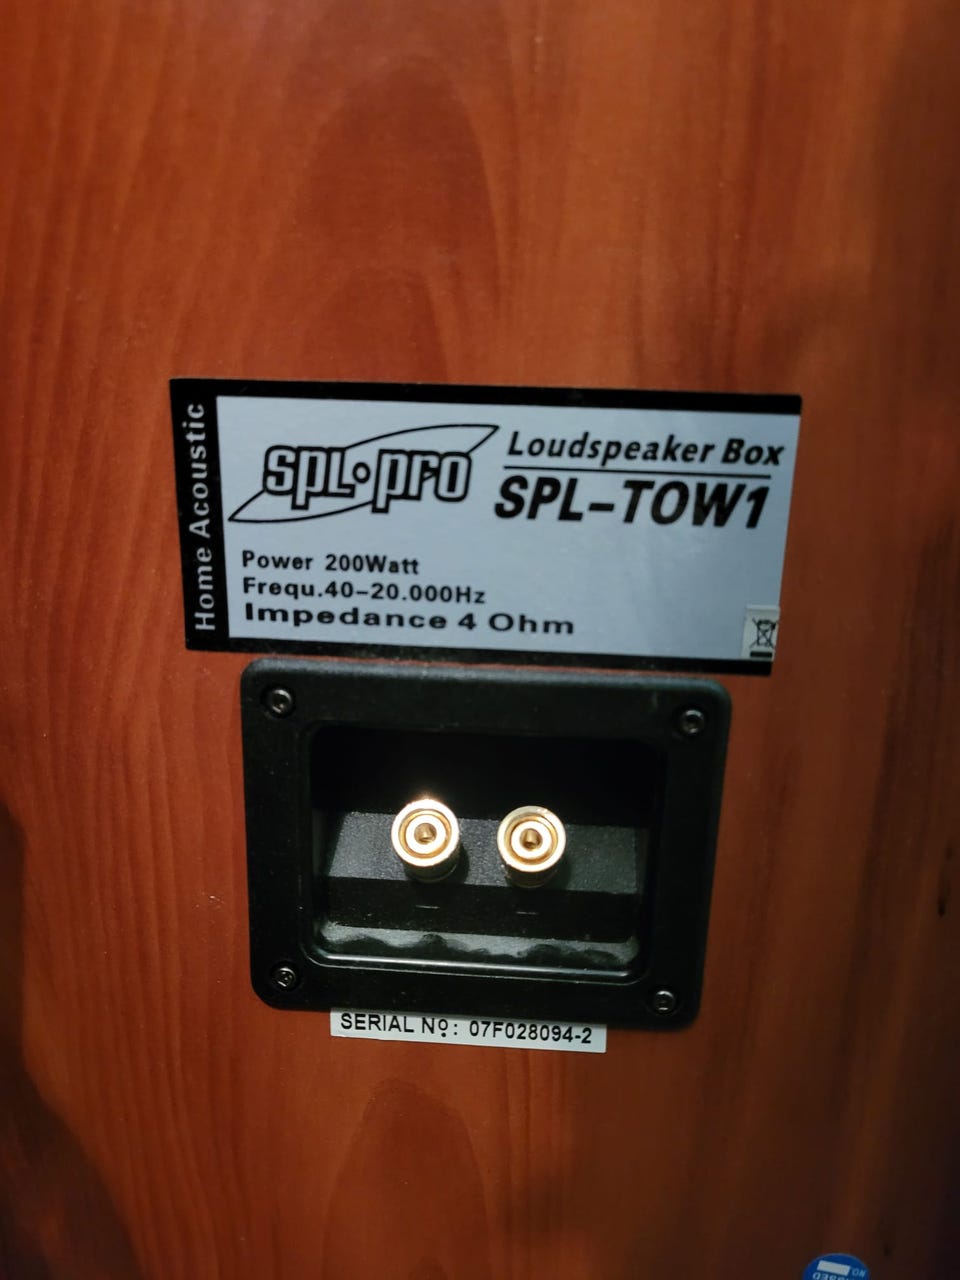 Home Acoustic
spl·pro
Loudspeaker Box
SPL-TOW1
Power 200Watt
Frequ.40-20.000Hz
Impedance 4 Ohm
SERIAL Nº: 07F028094-2
NO